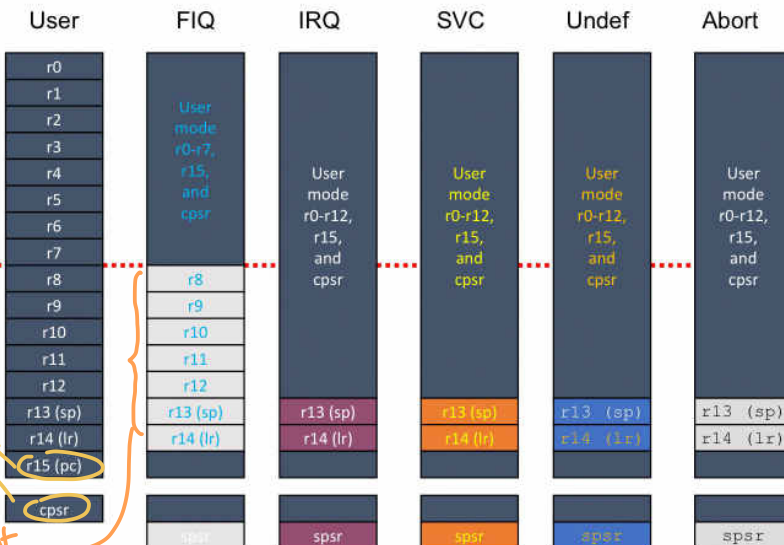 User FIQ IRQ SVC Undef Abort
r0
r1
r2
r3
r4
r5
r6
r7
r8
r9
r10
r11
r12
r13 (sp)
r14 (lr)
r15 (pc)
cpsr
User
mode
r0-r7,
r15,
and
cpsr
r8
r9
r10
r11
r12
r13 (sp)
r14 (lr)
spsr
User
mode
r0-r12,
r15,
and
cpsr
r13 (sp)
r14 (lr)
spsr
User
mode
r0-r12,
r15,
and
cpsr
r13 (sp)
r14 (lr)
spsr
User
mode
r0-r12,
r15,
and
cpsr
r13 (sp)
r14 (lr)
spsr
User
mode
r0-r12,
r15,
and
cpsr
r13 (sp)
r14 (lr)
spsr